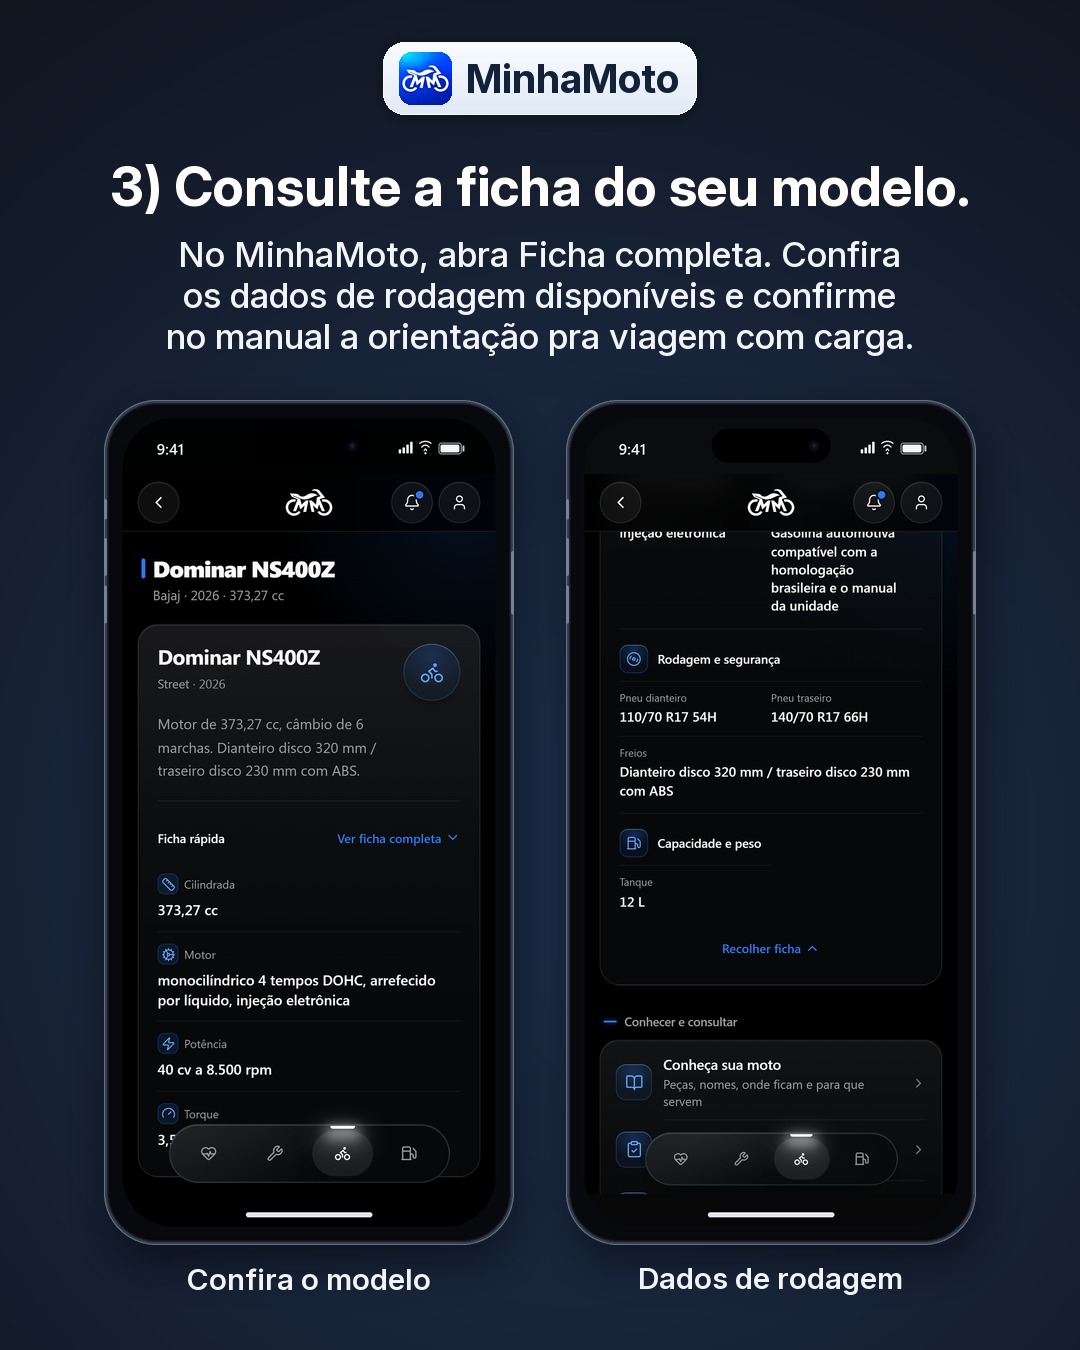 MinhaMoto
3) Consulte a ficha do seu modelo.
No MinhaMoto, abra Ficha completa. Confira
os dados de rodagem disponíveis e confirme
no manual a orientação pra viagem com carga.
9:41
Dominar NS400Z
Bajaj · 2026 · 373,27 cc
Dominar NS400Z
Street · 2026
Motor de 373,27 cc, câmbio de 6
marchas. Dianteiro disco 320 mm /
traseiro disco 230 mm com ABS.
Ficha rápida
Ver ficha completa
Cilindrada
373,27 cc
Motor
monocilíndrico 4 tempos DOHC, arrefecido
por líquido, injeção eletrônica
Potência
40 cv a 8.500 rpm
Torque
Confira o modelo
9:41
injeção eletrônica
Gasolina automotiva
compatível com a
homologação
brasileira e o manual
da unidade
Rodagem e segurança
Pneu dianteiro
110/70 R17 54H
Pneu traseiro
140/70 R17 66H
Freios
Dianteiro disco 320 mm / traseiro disco 230 mm
com ABS
Capacidade e peso
Tanque
12 L
Recolher ficha
Conhecer e consultar
Conheça sua moto
Peças, nomes, onde ficam e para que
servem
Dados de rodagem